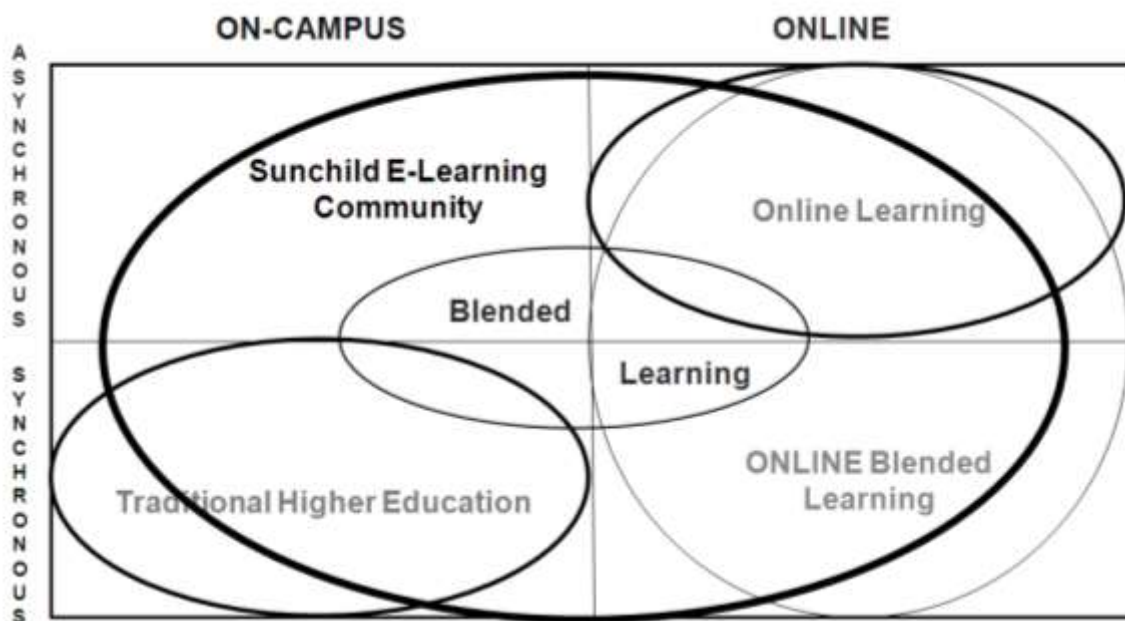 ON-CAMPUS
ONLINE
ASYNCHRONOUS
Sunchild E-Learning
Community
Online Learning
Blended
Learning
SYNCHRONOUS
ONLINE Blended
Learning
Traditional Higher Education